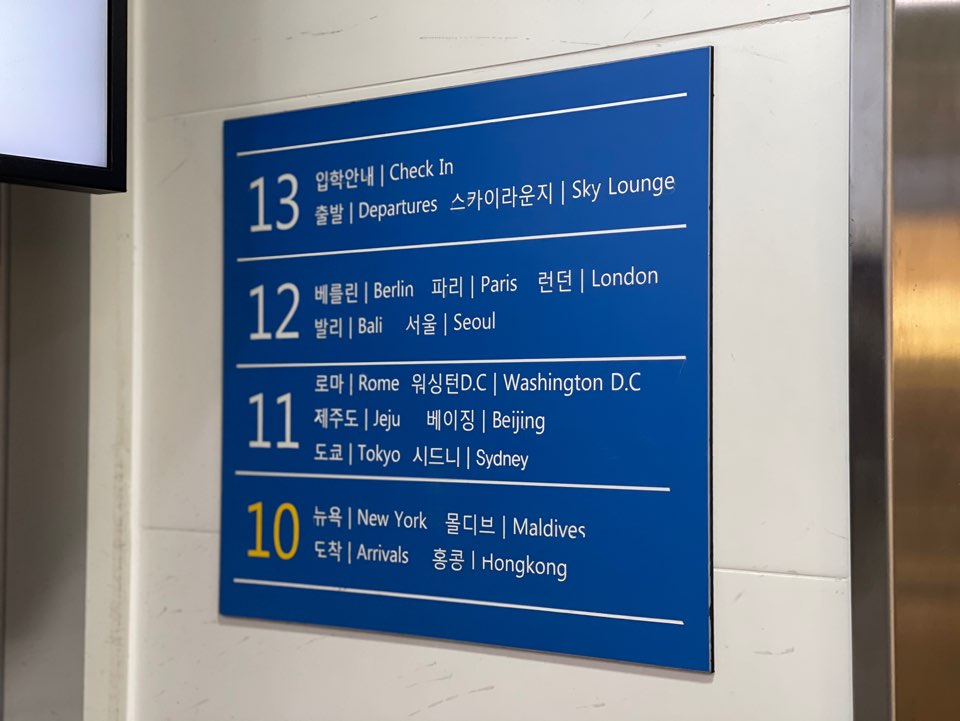 13
입학안내 | Check In
출발 | Departures 스카이라운지 | Sky Lounge
12
베를린 | Berlin 파리 | Paris 런던 | London
발리 | Bali 서울 | Seoul
11
로마 | Rome 워싱턴D.C | Washington D.C
제주도 | Jeju 베이징 | Beijing
도쿄 | Tokyo 시드니 | Sydney
10
뉴욕 | New York 몰디브 | Maldives
도착 | Arrivals 홍콩 | Hongkong